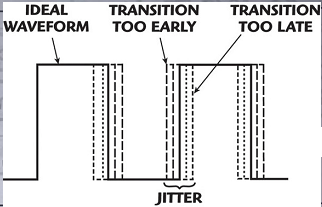 IDEAL
WAVEFORM
TRANSITION
TOO EARLY
TRANSITION
TOO LATE
JITTER